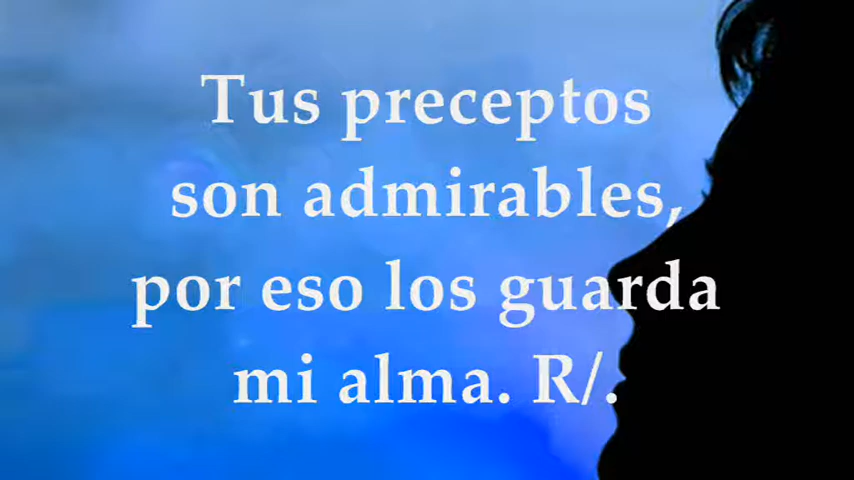 Tus preceptos
son admirables,
por eso los guarda
mi alma. R/.